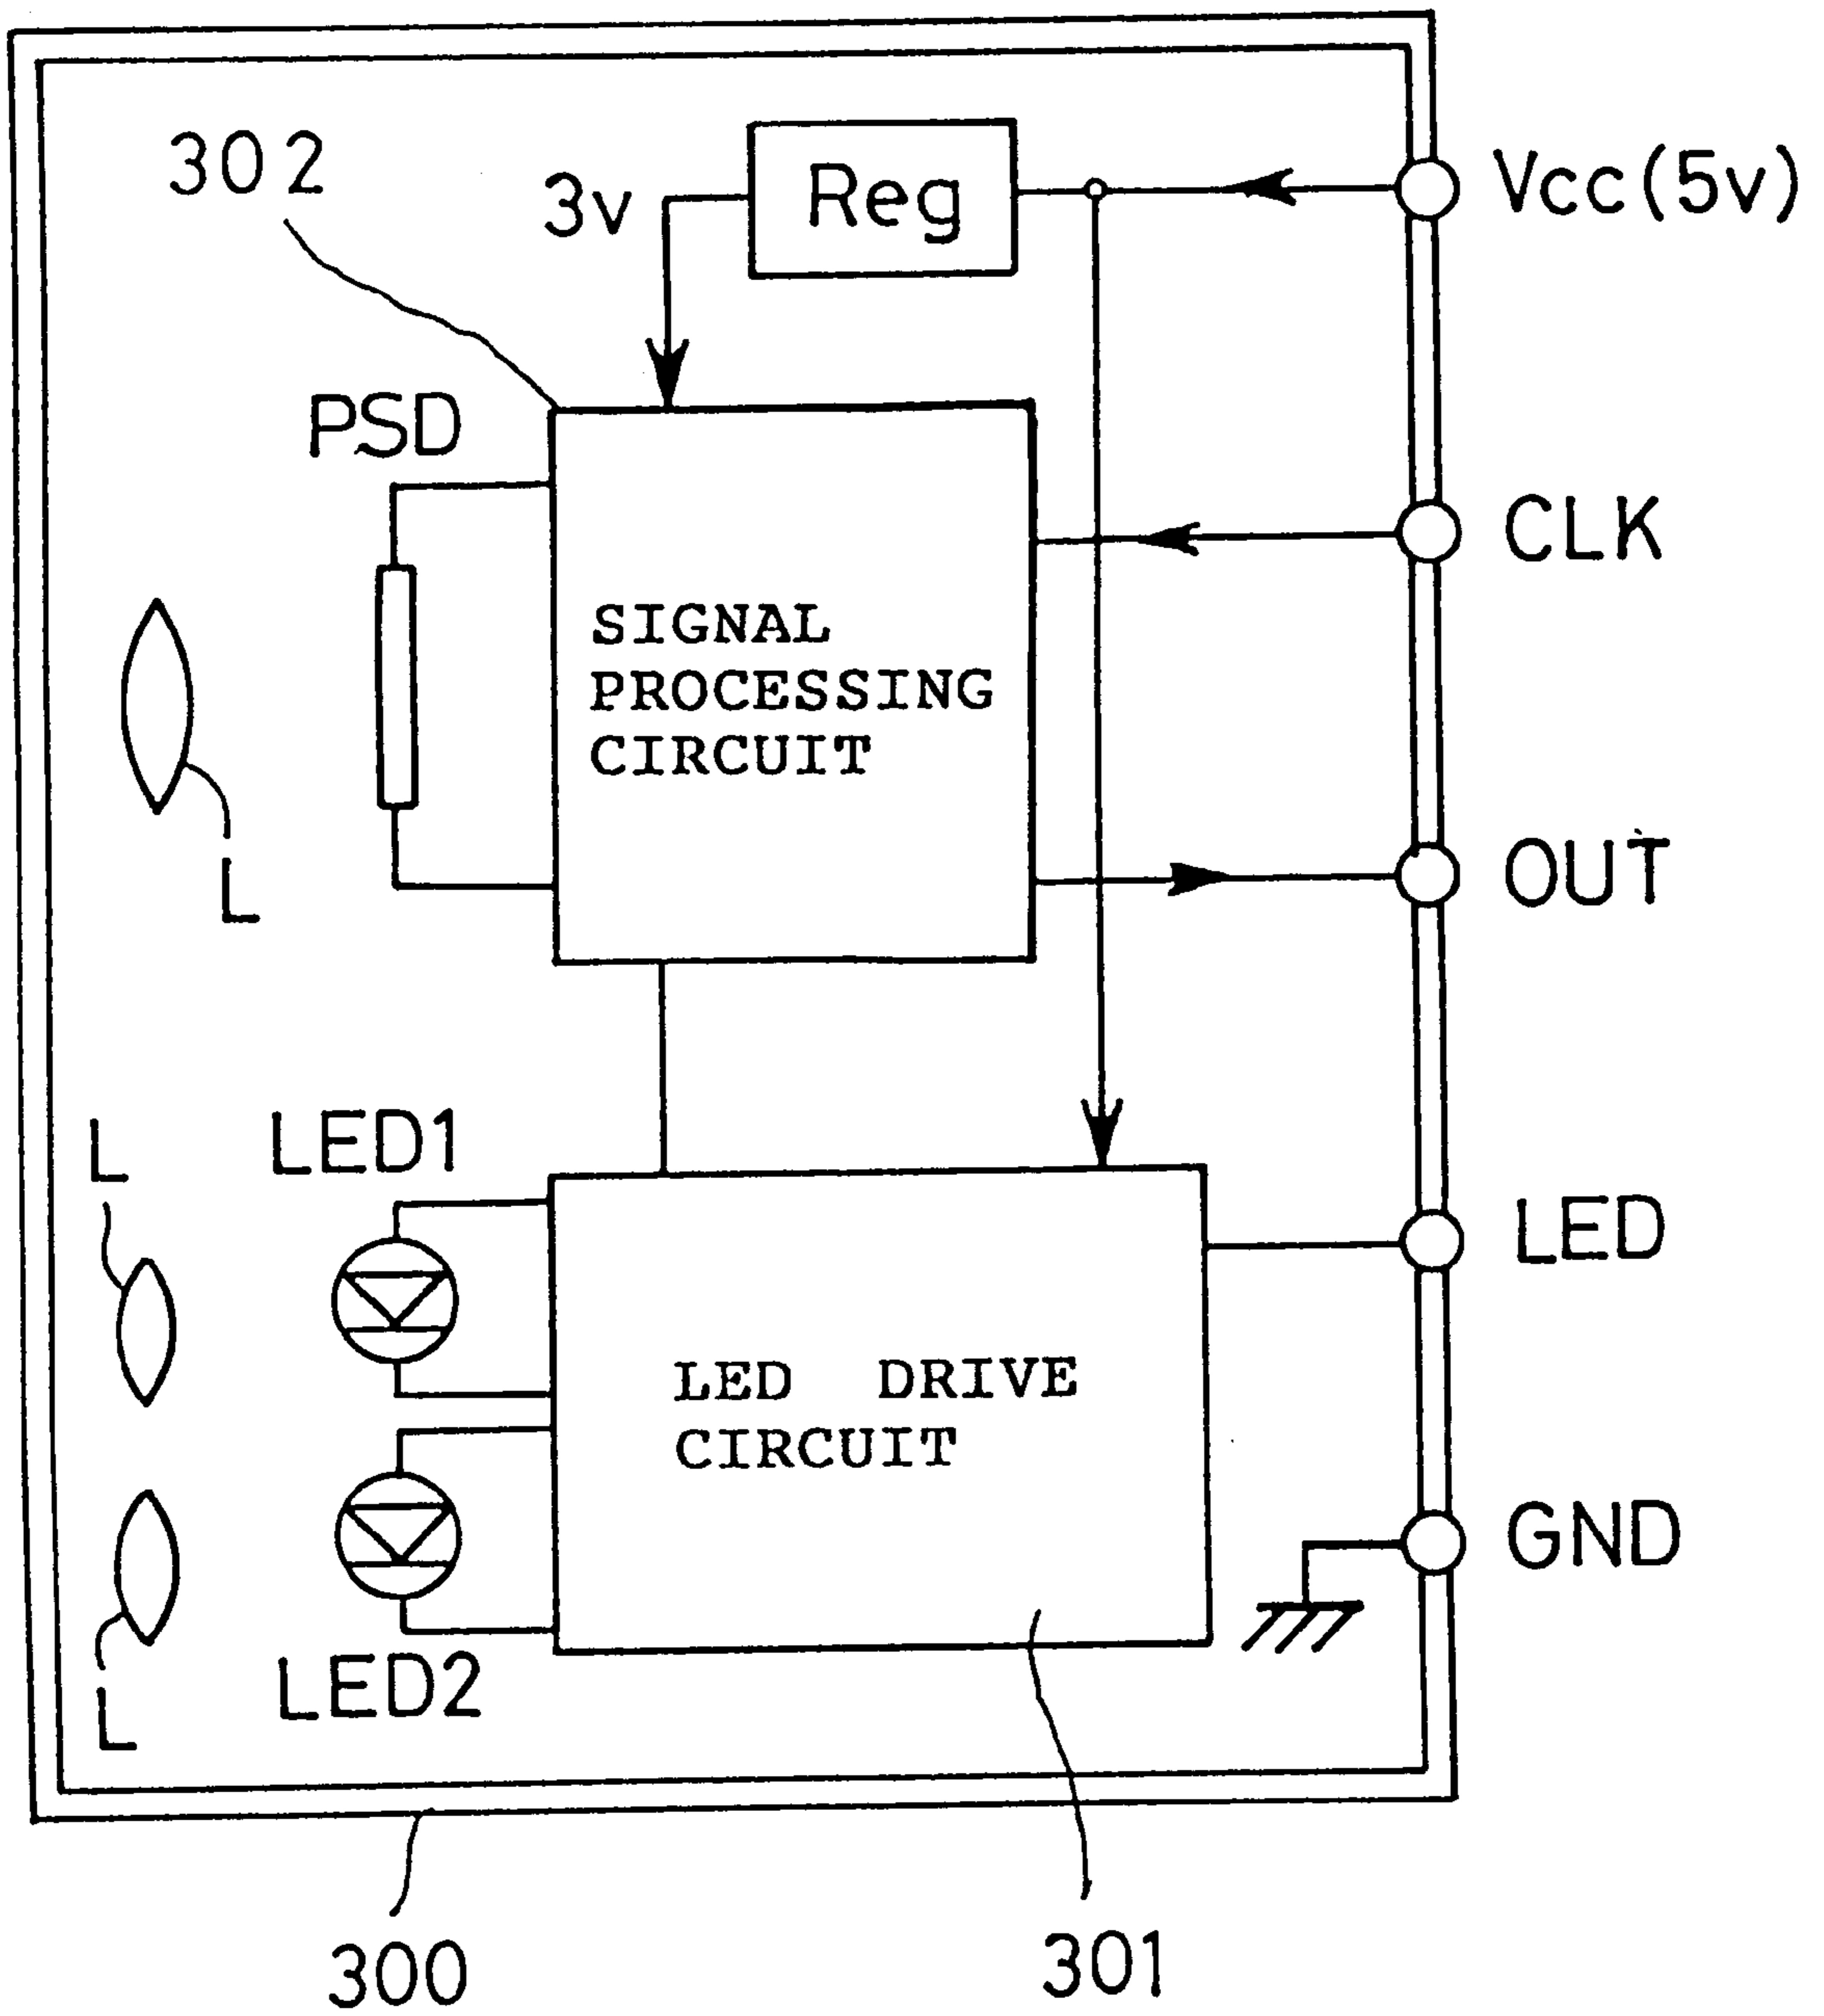 302
3v
Reg
Vcc(5v)
PSD
CLK
SIGNAL
PROCESSING
CIRCUIT
L
OUT
L
LED1
LED
LED DRIVE
CIRCUIT
GND
LED2
L
300
301